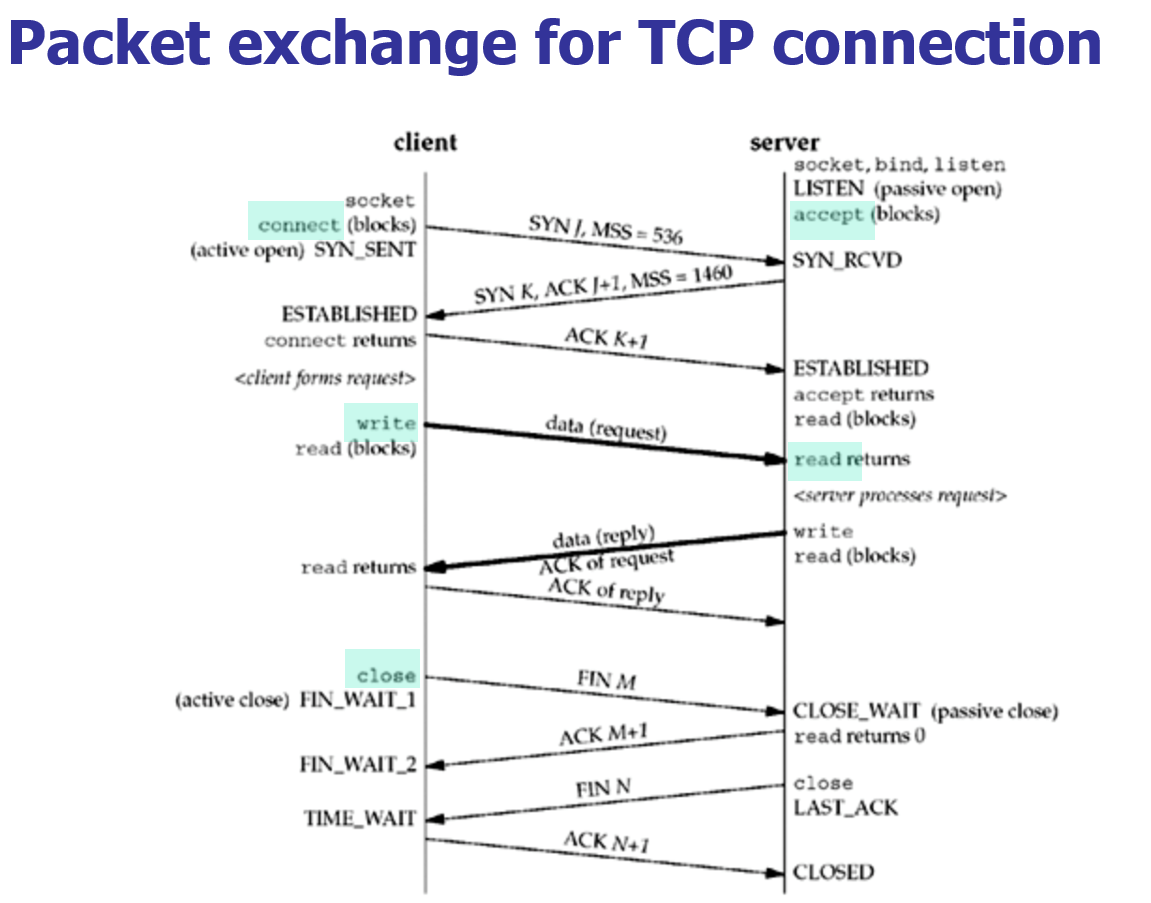 Packet exchange for TCP connection
client
server
socket, bind, listen
LISTEN (passive open)
accept (blocks)
socket
connect (blocks)
(active open) SYN_SENT
SYN J, MSS = 536
SYN_RCVD
SYN K, ACK J+1, MSS = 1460
ESTABLISHED
connect returns
ACK K+1
<client forms request>
ESTABLISHED
accept returns
read (blocks)
write
read (blocks)
data (request)
read returns
<server processes request>
write
read (blocks)
data (reply)
ACK of request
read returns
ACK of reply
close
(active close) FIN_WAIT_1
FIN M
CLOSE_WAIT (passive close)
read returns 0
ACK M+1
FIN_WAIT_2
close
LAST_ACK
FIN N
TIME_WAIT
ACK N+1
CLOSED